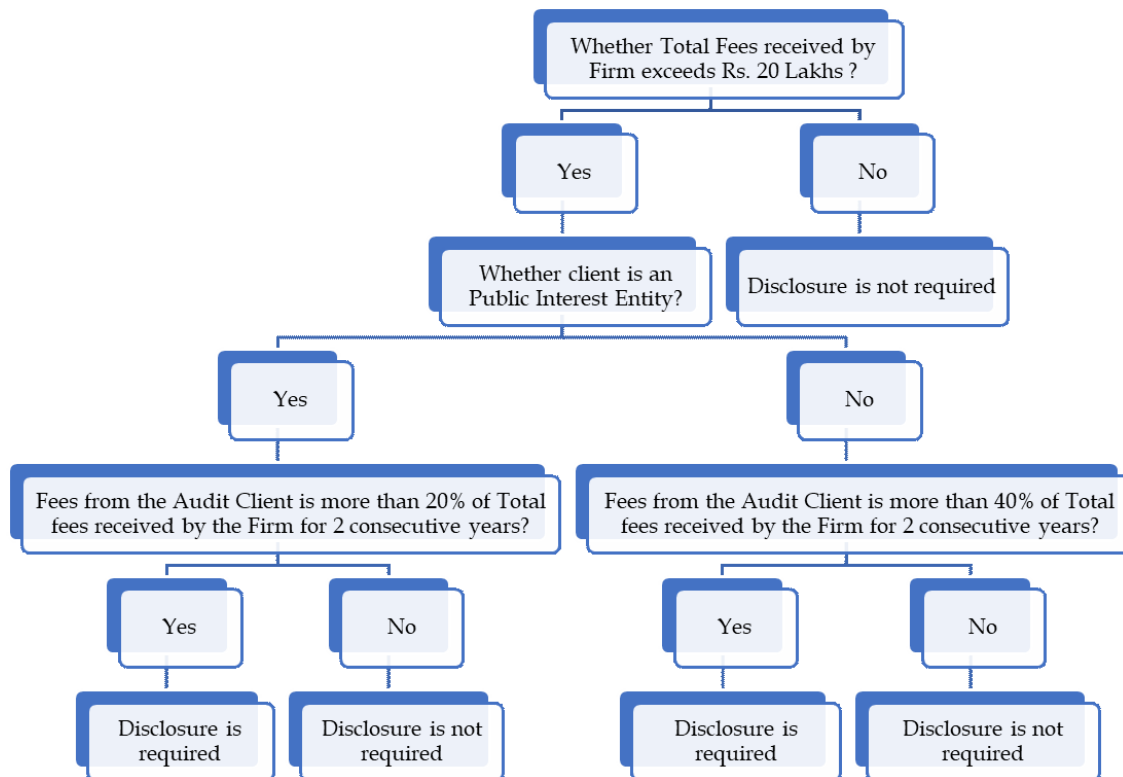 Whether Total Fees received by
Firm exceeds Rs. 20 Lakhs ?
Yes
No
Whether client is an
Public Interest Entity?
Disclosure is not required
Yes
No
Fees from the Audit Client is more than 20% of Total
fees received by the Firm for 2 consecutive years?
Fees from the Audit Client is more than 40% of Total
fees received by the Firm for 2 consecutive years?
Yes
No
Yes
No
Disclosure is
required
Disclosure is not
required
Disclosure is
required
Disclosure is not
required